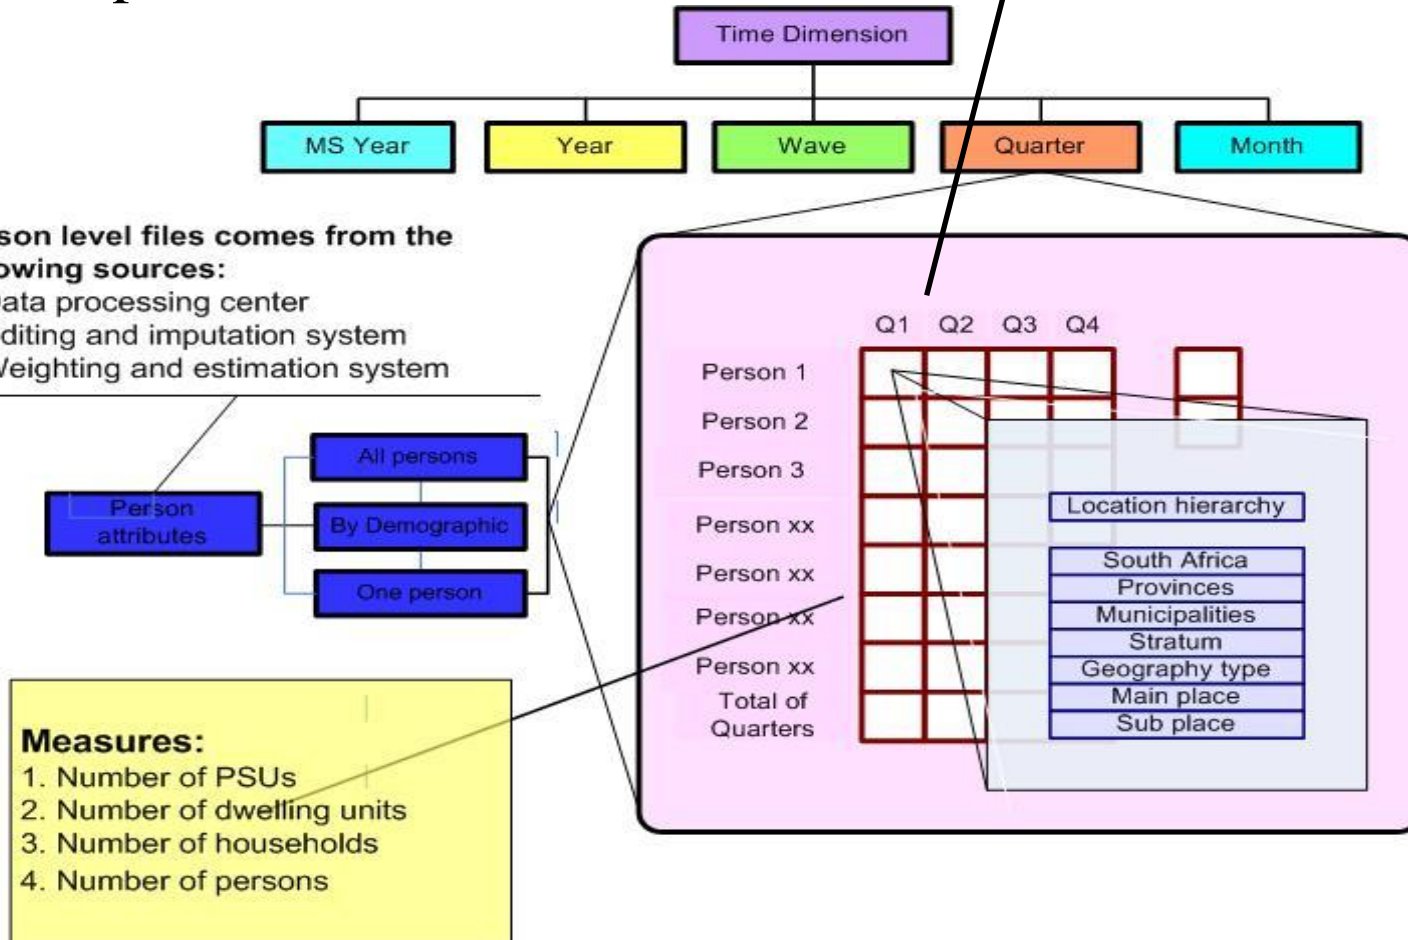 Time Dimension
MS Year
Year
Wave
Quarter
Month
son level files comes from the
owing sources:
ata processing center
diting and imputation system
Weighting and estimation system
Person
attributes
All persons
By Demographic
One person
Q1 Q2 Q3 Q4
Person 1
Person 2
Person 3
Person xx
Person xx
Person xx
Person xx
Total of
Quarters
Location hierarchy
South Africa
Provinces
Municipalities
Stratum
Geography type
Main place
Sub place
Measures:
1. Number of PSUs
2. Number of dwelling units
3. Number of households
4. Number of persons